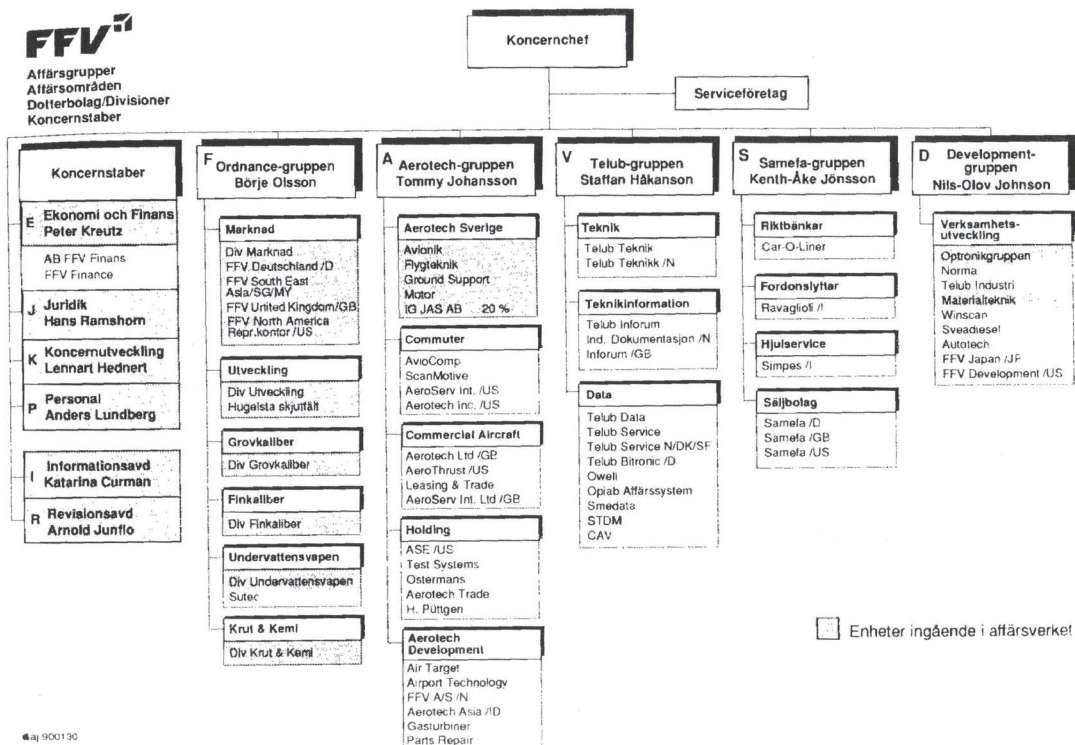 FFV
Affärsgrupper
Affärsområden
Dotterbolag/Divisioner
Koncernstaber
Koncernchef
Serviceföretag
Koncernstaber
E Ekonomi och Finans
Peter Kreutz
AB FFV Finans
FFV Finance
J Juridik
Hans Ramshorn
K Koncernutveckling
Lennart Hednert
P Personal
Anders Lundberg
I Informationsavd
Katarina Curman
R Revisionsavd
Arnold Junflo
F Ordnance-gruppen
Börje Olsson
Marknad
Div Marknad
FFV Deutschland /D
FFV South East
Asia/SG/MY
FFV United Kingdom/GB
FFV North America
Repr.kontor /US
Utveckling
Div Utveckling
Hugelsta skjutfält
Grovkaliber
Div Grovkaliber
Finkaliber
Div Finkaliber
Undervattensvapen
Div Undervattensvapen
Sutec
Krut & Kemi
Div Krut & Kemi
A Aerotech-gruppen
Tommy Johansson
Aerotech Sverige
Avionik
Flygteknik
Ground Support
Motor
IG JAS AB 20 %
Commuter
AvioComp
ScanMotive
AeroServ Int. /US
Aerotech Inc. /US
Commercial Aircraft
Aerotech Ltd /GB
AeroThrust /US
Leasing & Trade
AeroServ Int. Ltd /GB
Holding
ASE /US
Test Systems
Ostermans
Aerotech Trade
H. Püttgen
Aerotech
Development
Air Target
Airport Technology
FFV A/S /N
Aerotech Asia /ID
Gasturbiner
Parts Repair
V Telub-gruppen
Staffan Håkanson
Teknik
Telub Teknik
Telub Teknikk /N
Teknikinformation
Telub Inforum
Ind. Dokumentasjon /N
Inforum /GB
Data
Telub Data
Telub Service
Telub Service N/DK/SF
Telub Bitronic /D
Owell
Opiab Affärssystem
Smedata
STDM
CAV
S Samefa-gruppen
Kenth-Åke Jönsson
Riktbänkar
Car-O-Liner
Fordonslyftar
Ravaglioli /I
Hjulservice
Simpes /I
Säljbolag
Samefa /D
Samefa /GB
Samefa /US
D Development-
gruppen
Nils-Olov Johnson
Verksamhets-
utveckling
Optronikgruppen
Norma
Telub Industri
Materialteknik
Winscan
Sveadiesel
Autotech
FFV Japan /JP
FFV Development /US
Enheter ingående i affärsverket
aj 900130